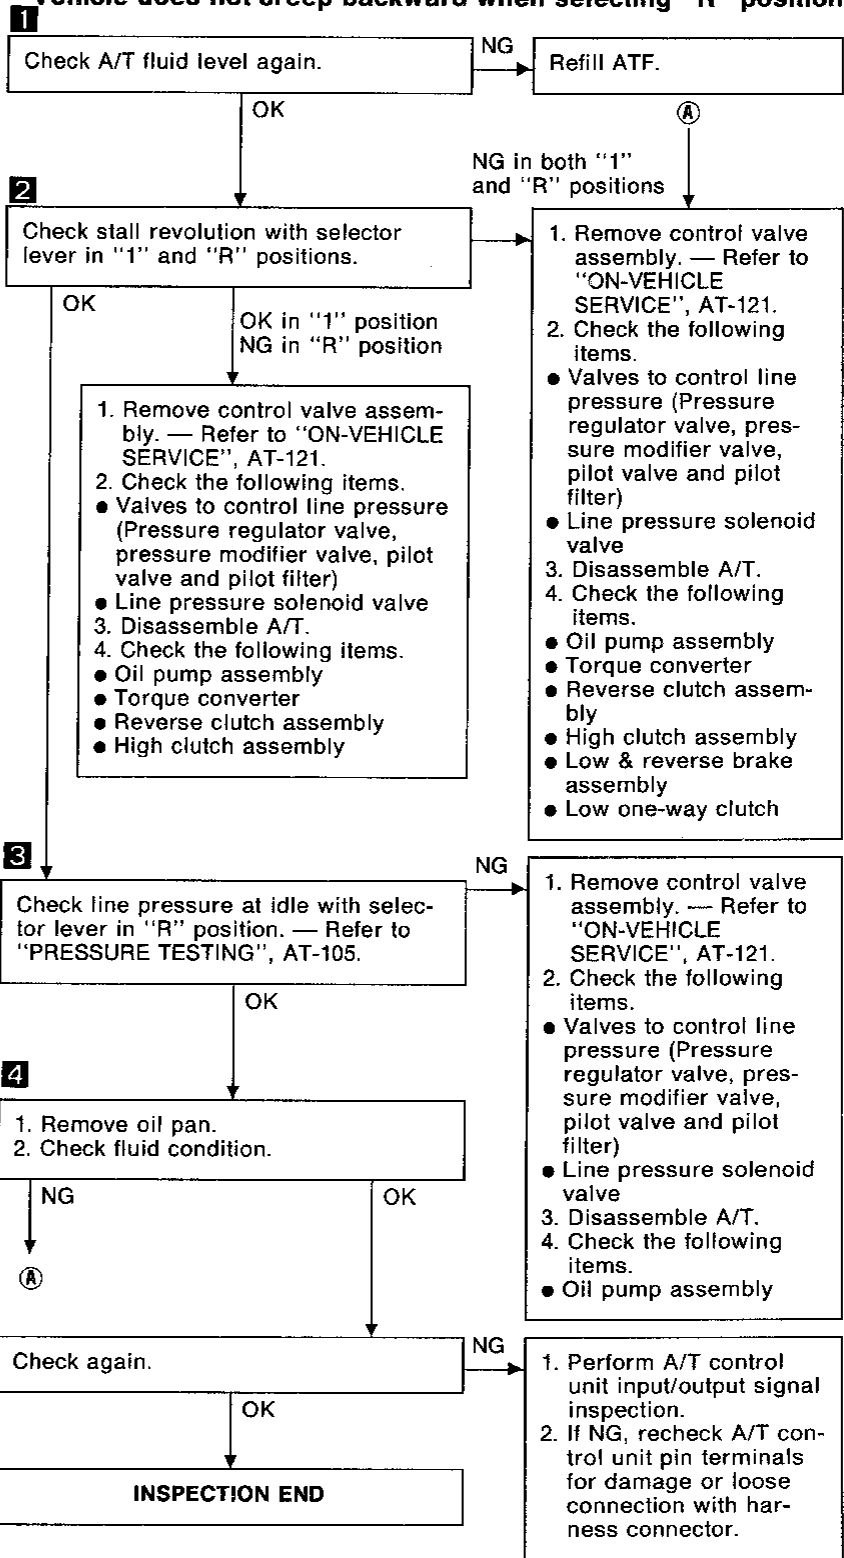 Vehicle does not creep backward when selecting "R" position
1
Check A/T fluid level again.
NG
Refill ATF.
OK
Ⓐ
NG in both "1"
and "R" positions
2
Check stall revolution with selector
lever in "1" and "R" positions.
OK
OK in "1" position
NG in "R" position
1. Remove control valve assem-
bly. — Refer to "ON-VEHICLE
SERVICE", AT-121.
2. Check the following items.
● Valves to control line pressure
(Pressure regulator valve,
pressure modifier valve, pilot
valve and pilot filter)
● Line pressure solenoid valve
3. Disassemble A/T.
4. Check the following items.
● Oil pump assembly
● Torque converter
● Reverse clutch assembly
● High clutch assembly
1. Remove control valve
assembly. — Refer to
"ON-VEHICLE
SERVICE", AT-121.
2. Check the following
items.
● Valves to control line
pressure (Pressure
regulator valve, pres-
sure modifier valve,
pilot valve and pilot
filter)
● Line pressure solenoid
valve
3. Disassemble A/T.
4. Check the following
items.
● Oil pump assembly
● Torque converter
● Reverse clutch assem-
bly
● High clutch assembly
● Low & reverse brake
assembly
● Low one-way clutch
3
Check line pressure at idle with selec-
tor lever in "R" position. — Refer to
"PRESSURE TESTING", AT-105.
NG
OK
1. Remove control valve
assembly. — Refer to
"ON-VEHICLE
SERVICE", AT-121.
2. Check the following
items.
● Valves to control line
pressure (Pressure
regulator valve, pres-
sure modifier valve,
pilot valve and pilot
filter)
● Line pressure solenoid
valve
3. Disassemble A/T.
4. Check the following
items.
● Oil pump assembly
4
1. Remove oil pan.
2. Check fluid condition.
NG
OK
Ⓐ
Check again.
NG
OK
1. Perform A/T control
unit input/output signal
inspection.
2. If NG, recheck A/T con-
trol unit pin terminals
for damage or loose
connection with har-
ness connector.
INSPECTION END